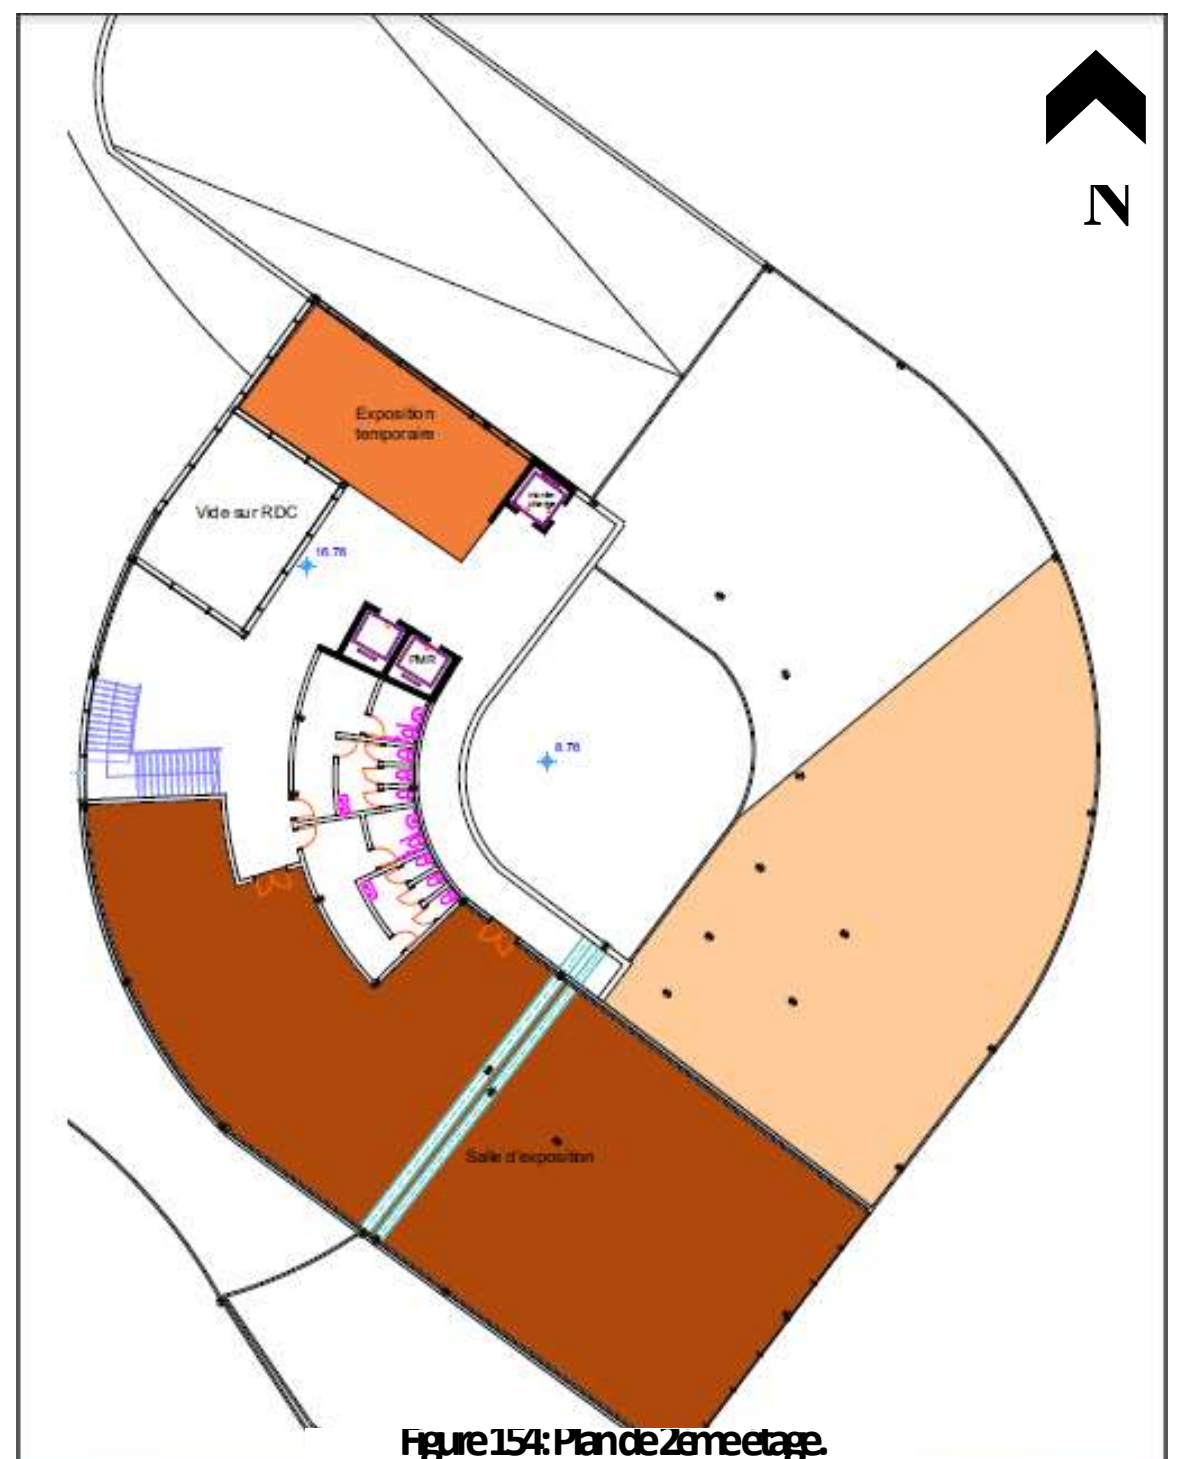 N
Exposition
temporaire
Vide sur RDC
16.76
PMR
8.76
Salle d'exposition
Figure 154: Plan de 2eme etage.